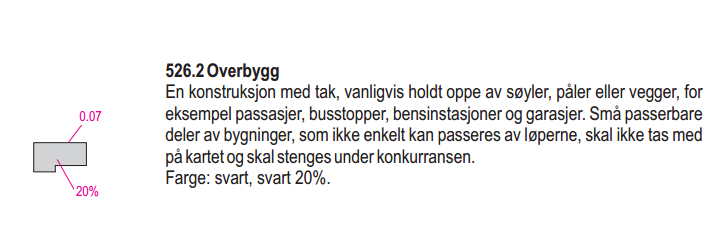 526.2 Overbygg
En konstruksjon med tak, vanligvis holdt oppe av søyler, påler eller vegger, for
eksempel passasjer, busstopper, bensinstasjoner og garasjer. Små passerbare
deler av bygninger, som ikke enkelt kan passeres av løperne, skal ikke tas med
på kartet og skal stenges under konkurransen.
Farge: svart, svart 20%.
0.07
20%